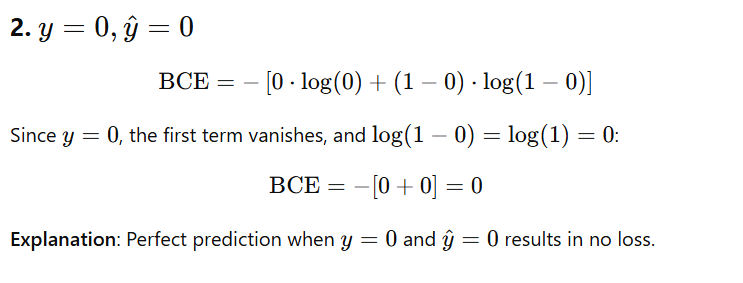 2. y = 0, ŷ = 0
BCE = − [0 · log(0) + (1 − 0) · log(1 − 0)]
Since y = 0, the first term vanishes, and log(1 − 0) = log(1) = 0:
BCE = −[0 + 0] = 0
Explanation: Perfect prediction when y = 0 and ŷ = 0 results in no loss.